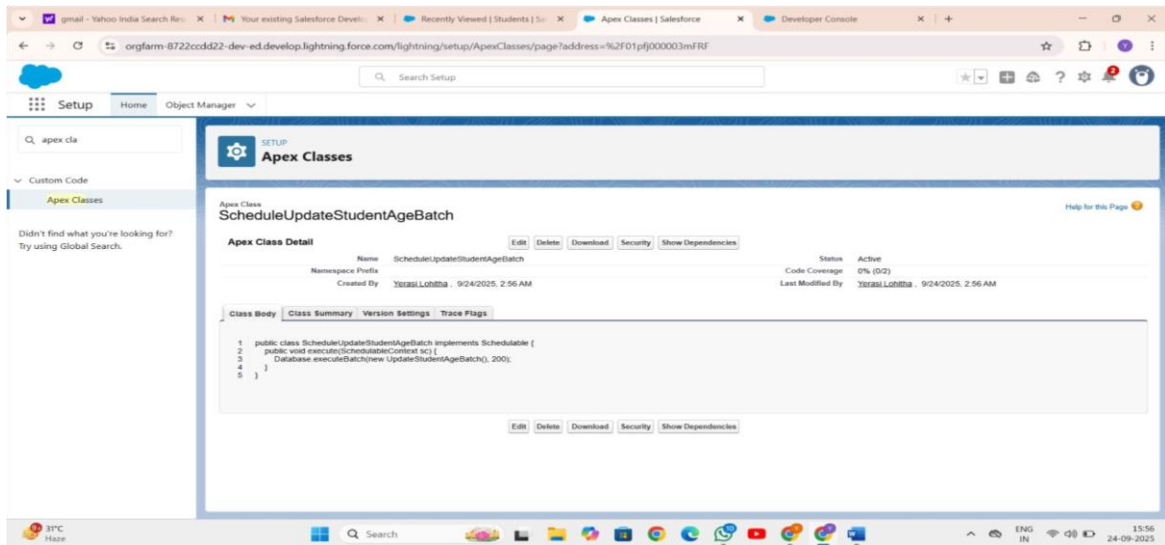 gmail - Yahoo India Search Res
Your existing Salesforce Develo
Recently Viewed | Students | Sa
Apex Classes | Salesforce
Developer Console
orgfarm-8722ccdd22-dev-ed.develop.lightning.force.com/lightning/setup/ApexClasses/page?address=%2F01pfj000003mFRF
Search Setup
2
Setup Home Object Manager
apex cla
Custom Code
Apex Classes
Didn't find what you're looking for?
Try using Global Search.
SETUP
Apex Classes
Apex Class
ScheduleUpdateStudentAgeBatch
Help for this Page
Apex Class Detail Edit Delete Download Security Show Dependencies
Name ScheduleUpdateStudentAgeBatch Status Active
Namespace Prefix Code Coverage 0% (0/2)
Created By Yerasi Lohitha , 9/24/2025, 2:56 AM Last Modified By Yerasi Lohitha , 9/24/2025, 2:56 AM
Class Body Class Summary Version Settings Trace Flags
1 public class ScheduleUpdateStudentAgeBatch implements Schedulable {
2 public void execute(SchedulableContext sc) {
3 Database.executeBatch(new UpdateStudentAgeBatch(), 200);
4 }
5 }
Edit Delete Download Security Show Dependencies
31°C
Haze
Search
ENG
IN
15:56
24-09-2025